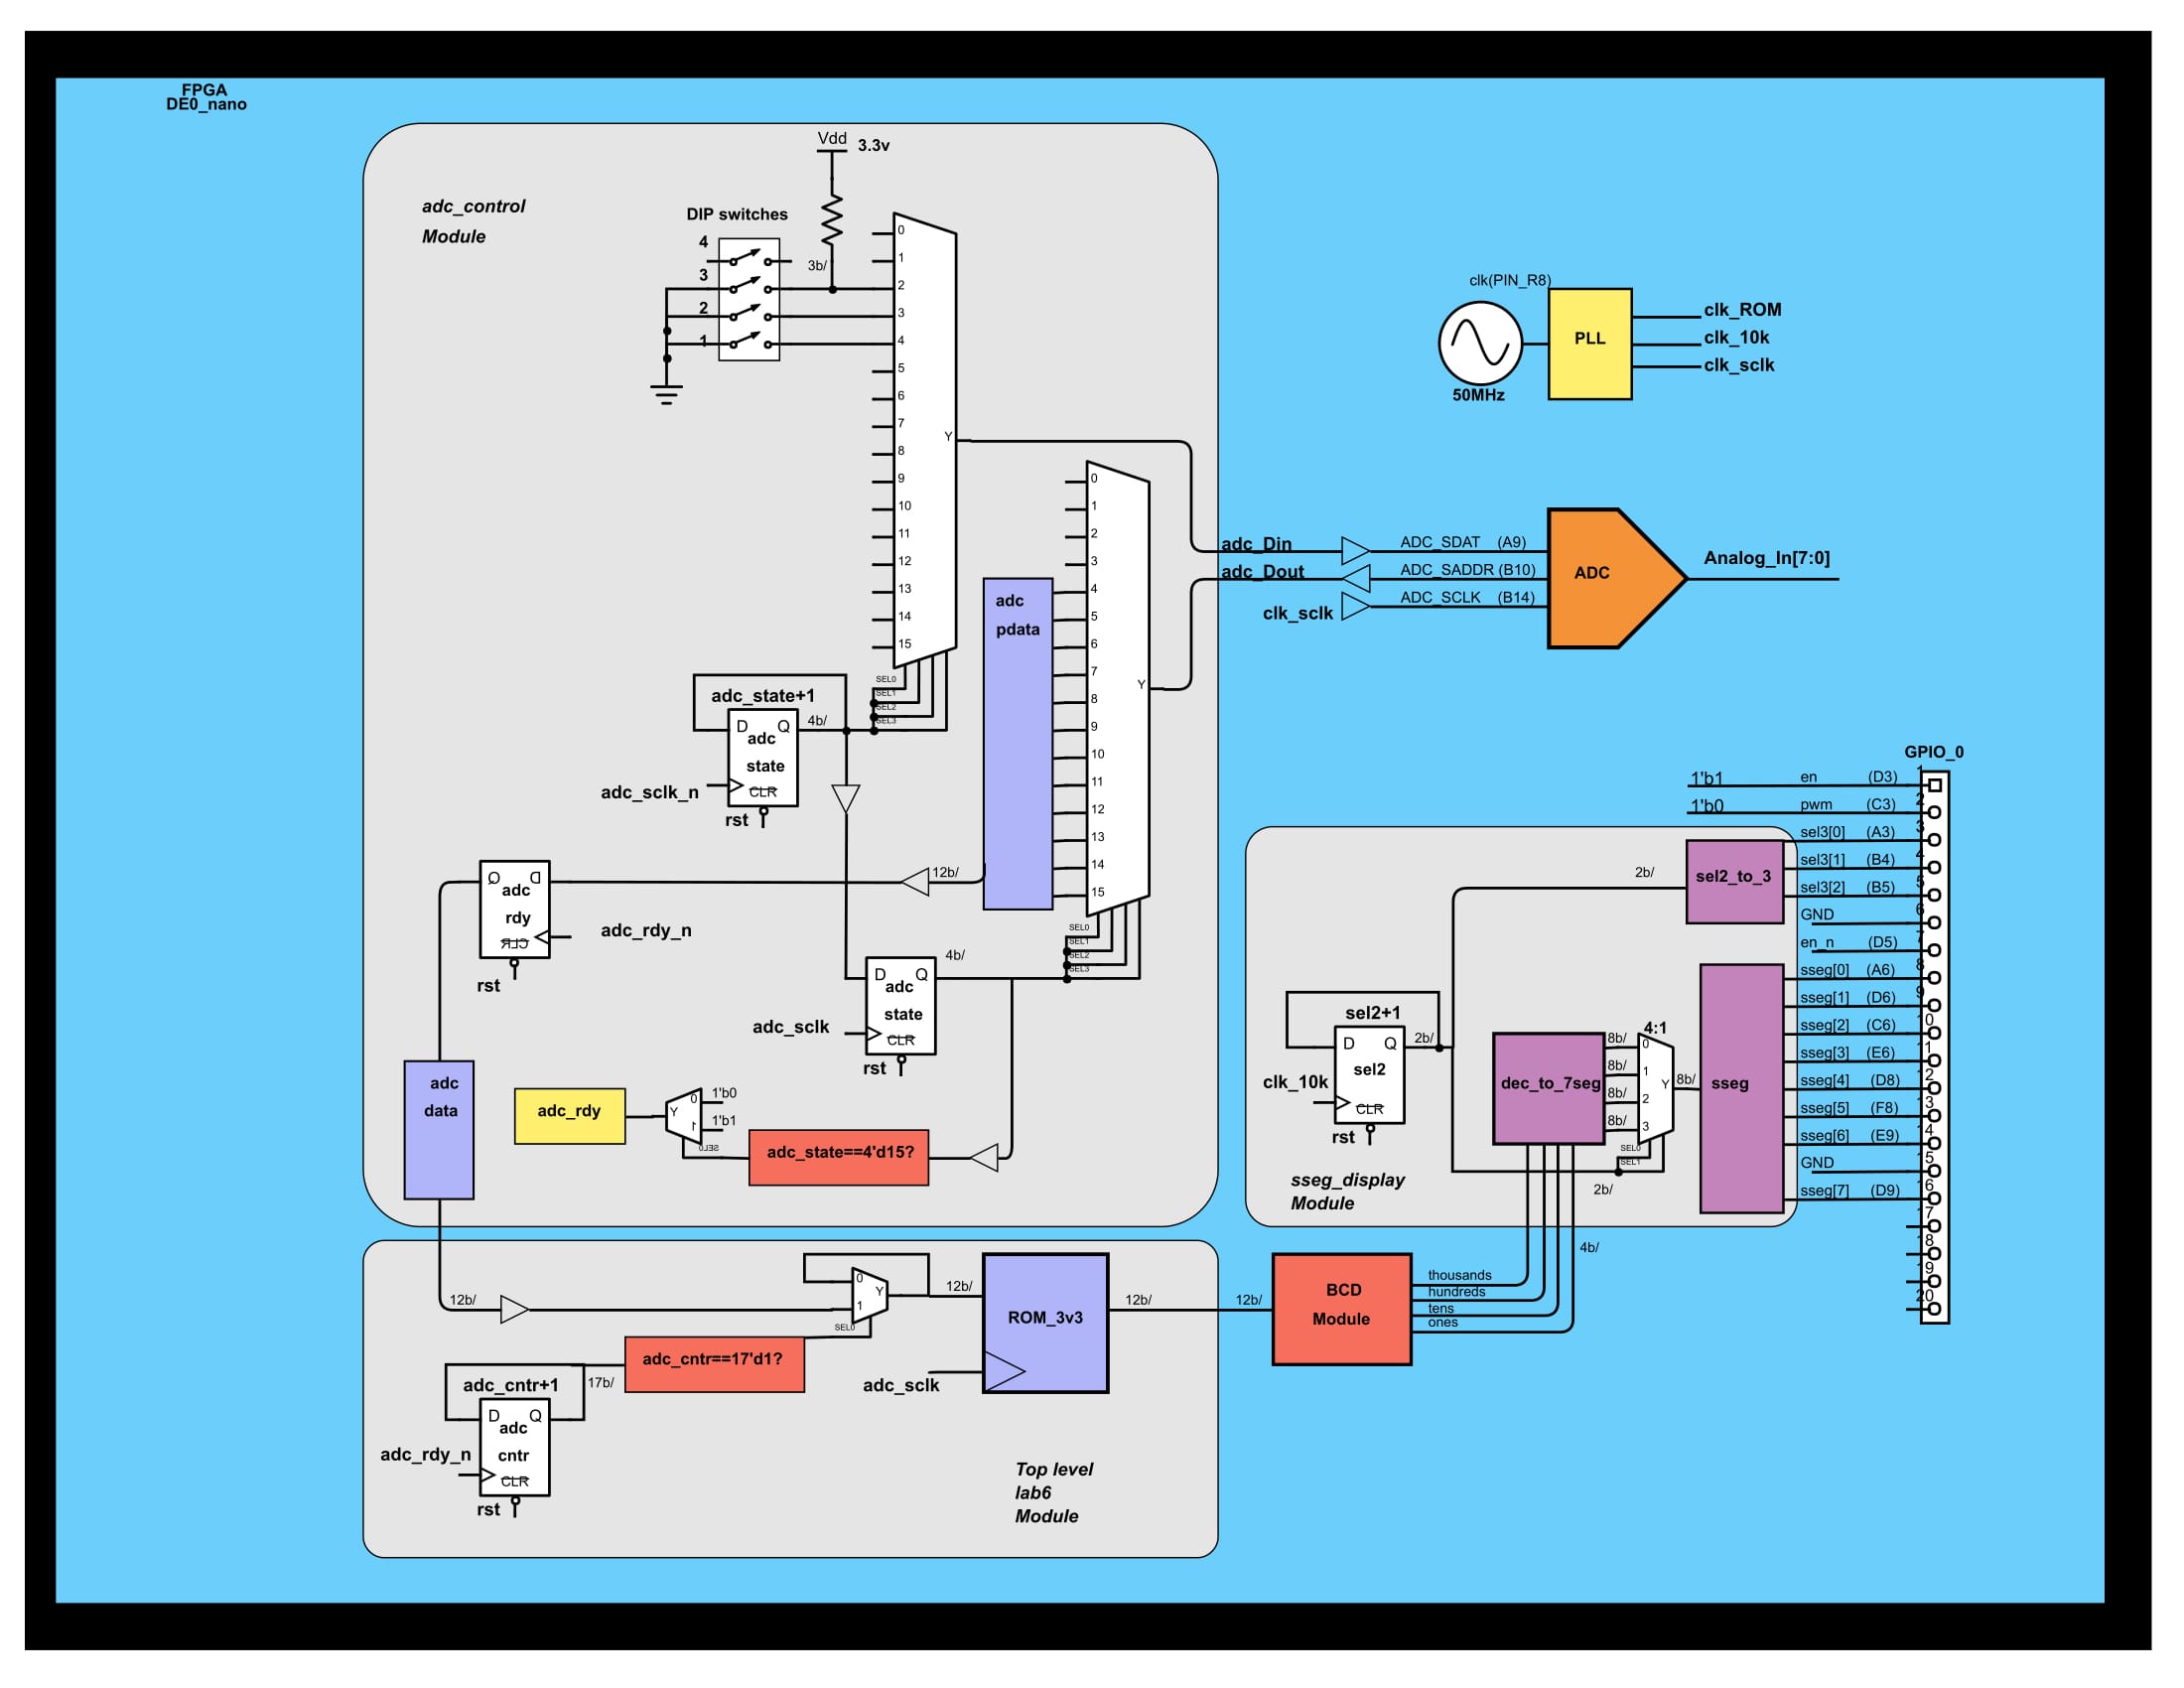 FPGA
DE0_nano
adc_control
Module
Vdd
3.3v
DIP switches
4
3
2
1
3b/
0
1
2
3
4
5
6
7
8
9
10
11
12
13
14
15
Y
SEL0
SEL1
SEL2
SEL3
adc_state+1
D
Q
adc
state
CLR
4b/
adc_sclk_n
rst
adc
pdata
0
1
2
3
4
5
6
7
8
9
10
11
12
13
14
15
Y
SEL0
SEL1
SEL2
SEL3
12b/
Q
D
adc
rdy
CLR
adc_rdy_n
rst
D
Q
adc
state
CLR
4b/
adc_sclk
rst
adc
data
adc_rdy
Y
0
1
1'b0
1'b1
SEL0
adc_state==4'd15?
clk(PIN_R8)
50MHz
PLL
clk_ROM
clk_10k
clk_sclk
adc_Din
adc_Dout
clk_sclk
ADC_SDAT (A9)
ADC_SADDR (B10)
ADC_SCLK (B14)
ADC
Analog_In[7:0]
GPIO_0
1'b1 en (D3) 1
1'b0 pwm (C3) 2
sel3[0] (A3) 3
sel3[1] (B4) 4
sel3[2] (B5) 5
GND 6
en_n (D5) 7
sseg[0] (A6) 8
sseg[1] (D6) 9
sseg[2] (C6) 10
sseg[3] (E6) 11
sseg[4] (D8) 12
sseg[5] (F8) 13
sseg[6] (E9) 14
GND 15
sseg[7] (D9) 16
17
18
19
20
2b/
sel2_to_3
sel2+1
D
Q
sel2
CLR
2b/
clk_10k
rst
dec_to_7seg
8b/
8b/
8b/
8b/
4:1
0
1
2
3
Y
SEL0
SEL1
8b/
sseg
2b/
sseg_display
Module
4b/
12b/
0
1
Y
SEL0
12b/
ROM_3v3
12b/
12b/
BCD
Module
thousands
hundreds
tens
ones
adc_cntr==17'd1?
adc_sclk
adc_cntr+1
17b/
D
Q
adc
cntr
CLR
adc_rdy_n
rst
Top level
lab6
Module